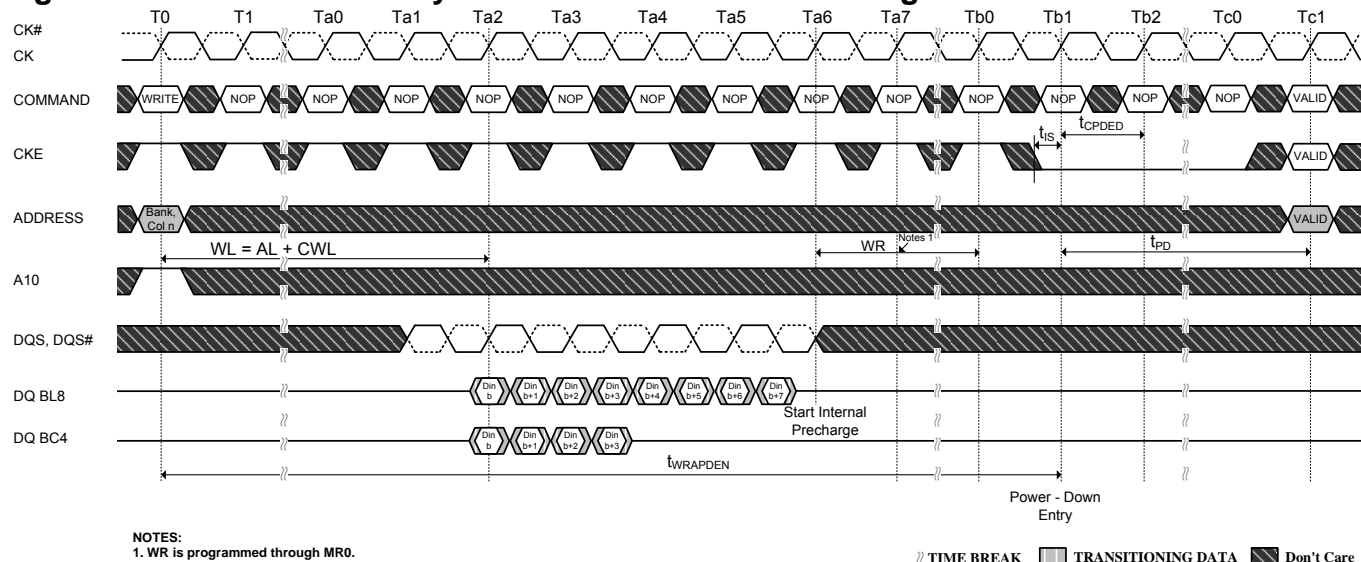 T0 T1 Ta0 Ta1 Ta2 Ta3 Ta4 Ta5 Ta6 Ta7 Tb0 Tb1 Tb2 Tc0 Tc1
CK#
CK
COMMAND WRITE NOP NOP NOP NOP NOP NOP NOP NOP NOP NOP NOP NOP NOP VALID
tIS tCPDED
CKE VALID
ADDRESS Bank, Col n VALID
WL = AL + CWL WR Notes 1 tPD
A10
DQS, DQS#
DQ BL8 Din b Din b+1 Din b+2 Din b+3 Din b+4 Din b+5 Din b+6 Din b+7
Start Internal
Precharge
DQ BC4 Din b Din b+1 Din b+2 Din b+3
tWRAPDEN
Power - Down
Entry
NOTES:
1. WR is programmed through MR0.
TIME BREAK TRANSITIONING DATA Don't Care